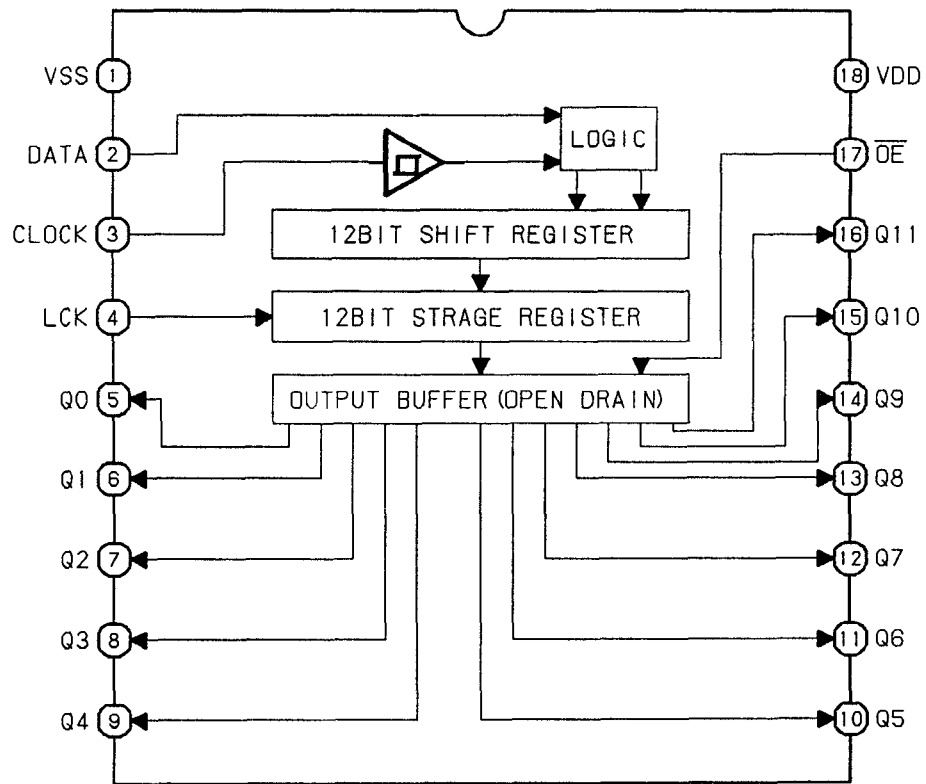 VSS 1
18 VDD
DATA 2
LOGIC
17 OE
CLOCK 3
12BIT SHIFT REGISTER
16 Q11
LCK 4
12BIT STRAGE REGISTER
15 Q10
Q0 5
OUTPUT BUFFER (OPEN DRAIN)
14 Q9
Q1 6
13 Q8
Q2 7
12 Q7
Q3 8
11 Q6
Q4 9
10 Q5